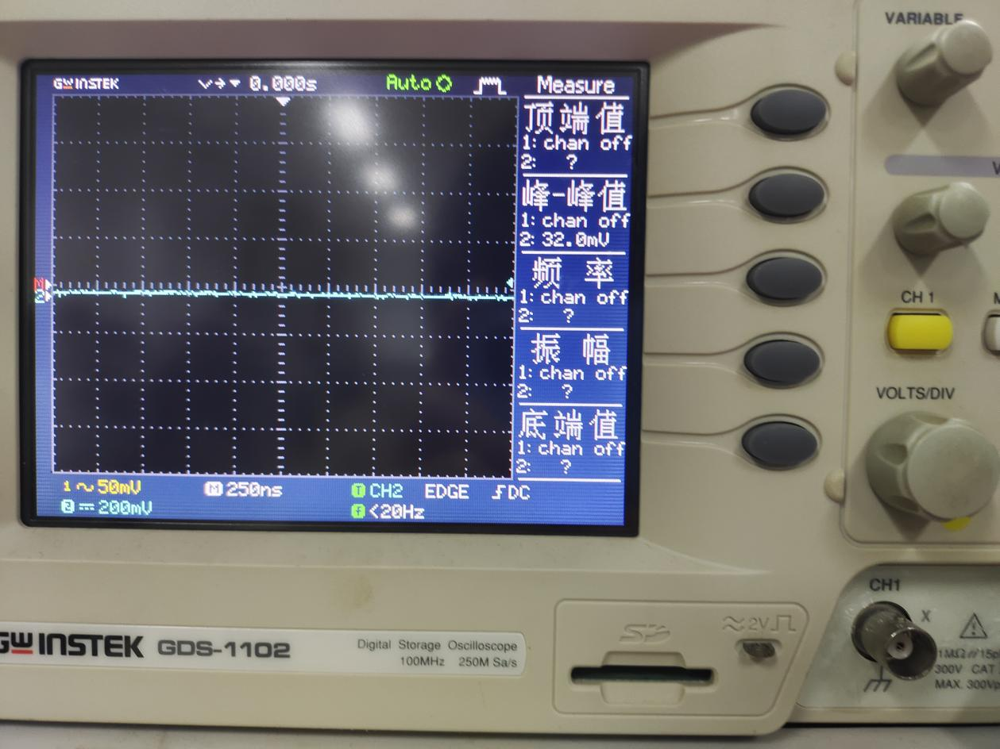 GW INSTEK 0.000s Auto Measure
顶端值
1: chan off
2: ?
峰-峰值
1: chan off
2: 32.0mV
频率
1: chan off
2: ?
振幅
1: chan off
2: ?
底端值
1: chan off
2: ?
M
2
1 ~ 50mV M 250ns T CH2 EDGE DC
2 200mV f <20Hz
VARIABLE
CH 1
VOLTS/DIV
GW INSTEK GDS-1102
Digital Storage Oscilloscope
100MHz 250M Sa/s
SD
≈2V
CH1
X
1MΩ//15p
300V CAT
MAX. 300Vp